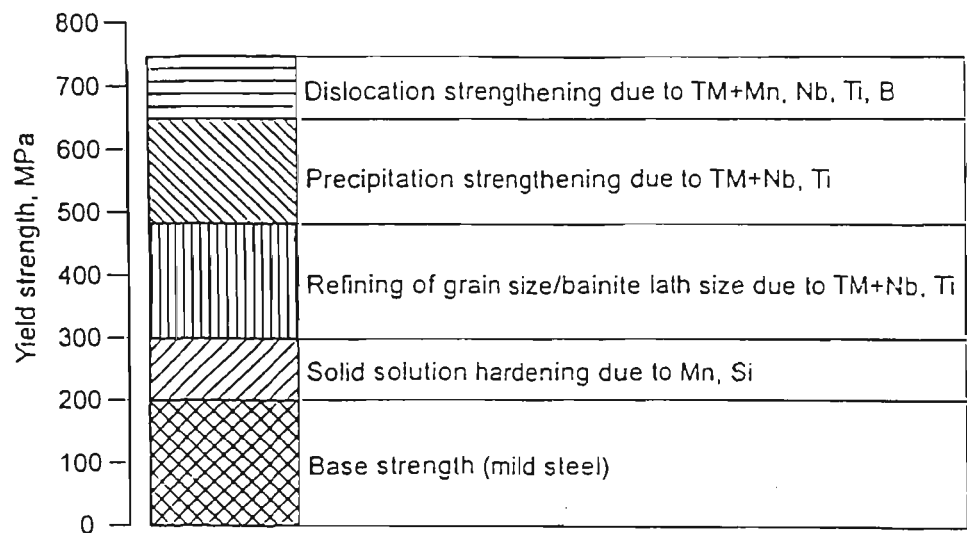 Yield strength, MPa
800
700
600
500
400
300
200
100
0
Dislocation strengthening due to TM+Mn, Nb, Ti, B
Precipitation strengthening due to TM+Nb, Ti
Refining of grain size/bainite lath size due to TM+Nb, Ti
Solid solution hardening due to Mn, Si
Base strength (mild steel)